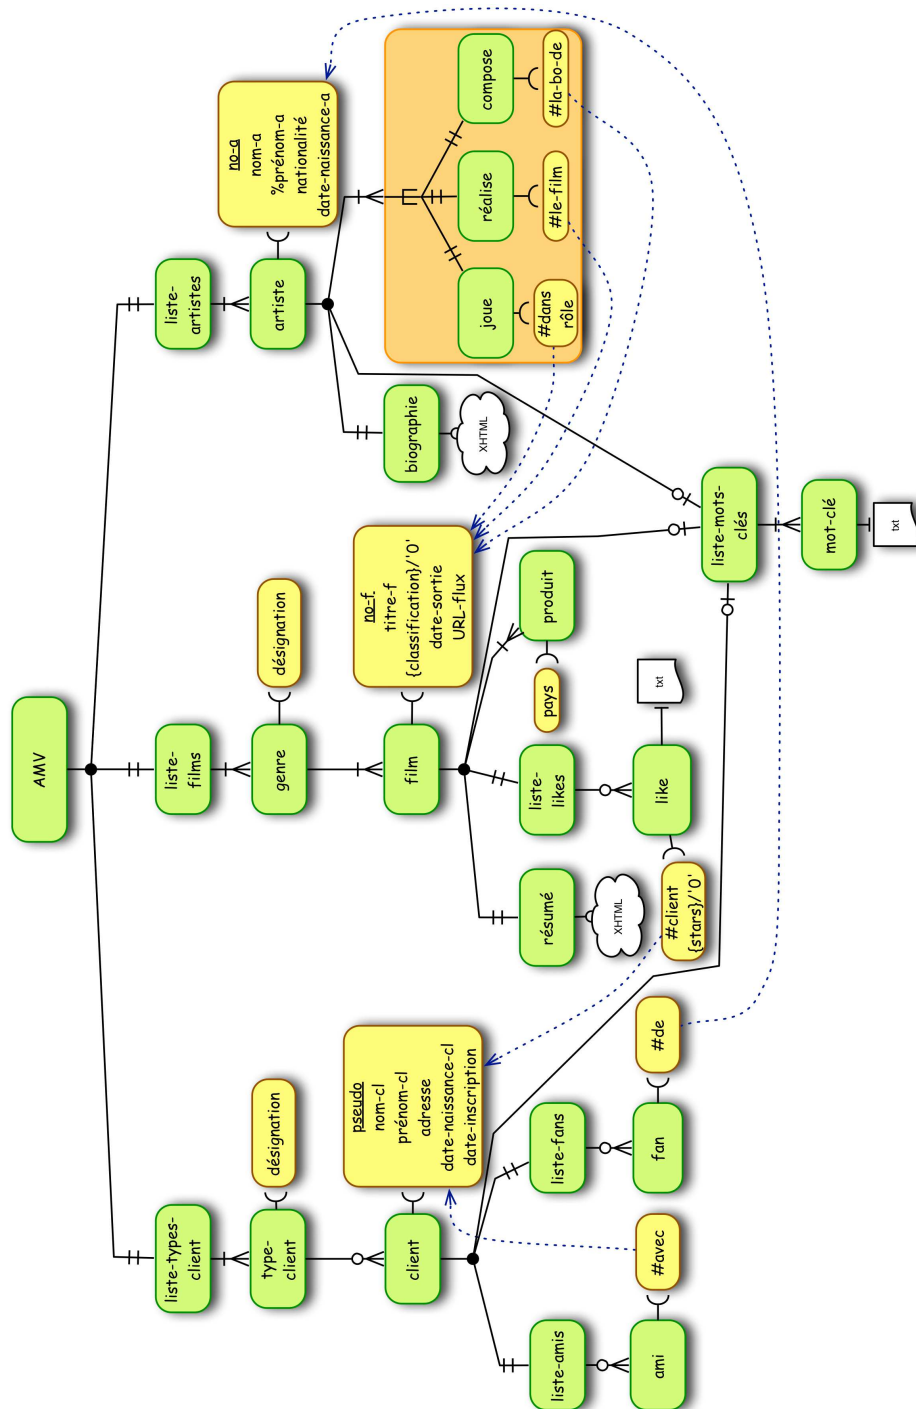 AMV
liste-types-
client
type-
client
désignation
client
pseudo
nom-cl
prénom-cl
adresse
date-naissance-cl
date-inscription
liste-amis
ami
#avec
liste-fans
fan
#de
liste-
films
genre
désignation
film
no-f
titre-f
{classification}/'0'
date-sortie
URL-flux
résumé
XHTML
liste-
likes
like
#client
{stars}/'0'
txt
produit
pays
liste-
artistes
artiste
no-a
nom-a
%prénom-a
nationalité
date-naissance-a
biographie
XHTML
joue
#dans
rôle
réalise
#le-film
compose
#la-bo-de
liste-mots-
clés
mot-clé
txt